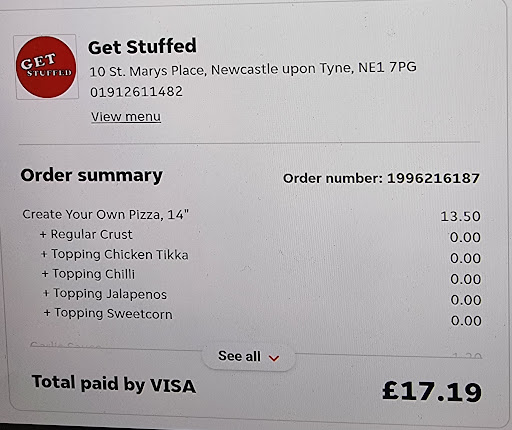 GET
STUFFED
Get Stuffed
10 St. Marys Place, Newcastle upon Tyne, NE1 7PG
01912611482
View menu
Order summary Order number: 1996216187
Create Your Own Pizza, 14" 13.50
+ Regular Crust 0.00
+ Topping Chicken Tikka 0.00
+ Topping Chilli 0.00
+ Topping Jalapenos 0.00
+ Topping Sweetcorn 0.00
See all
Total paid by VISA £17.19